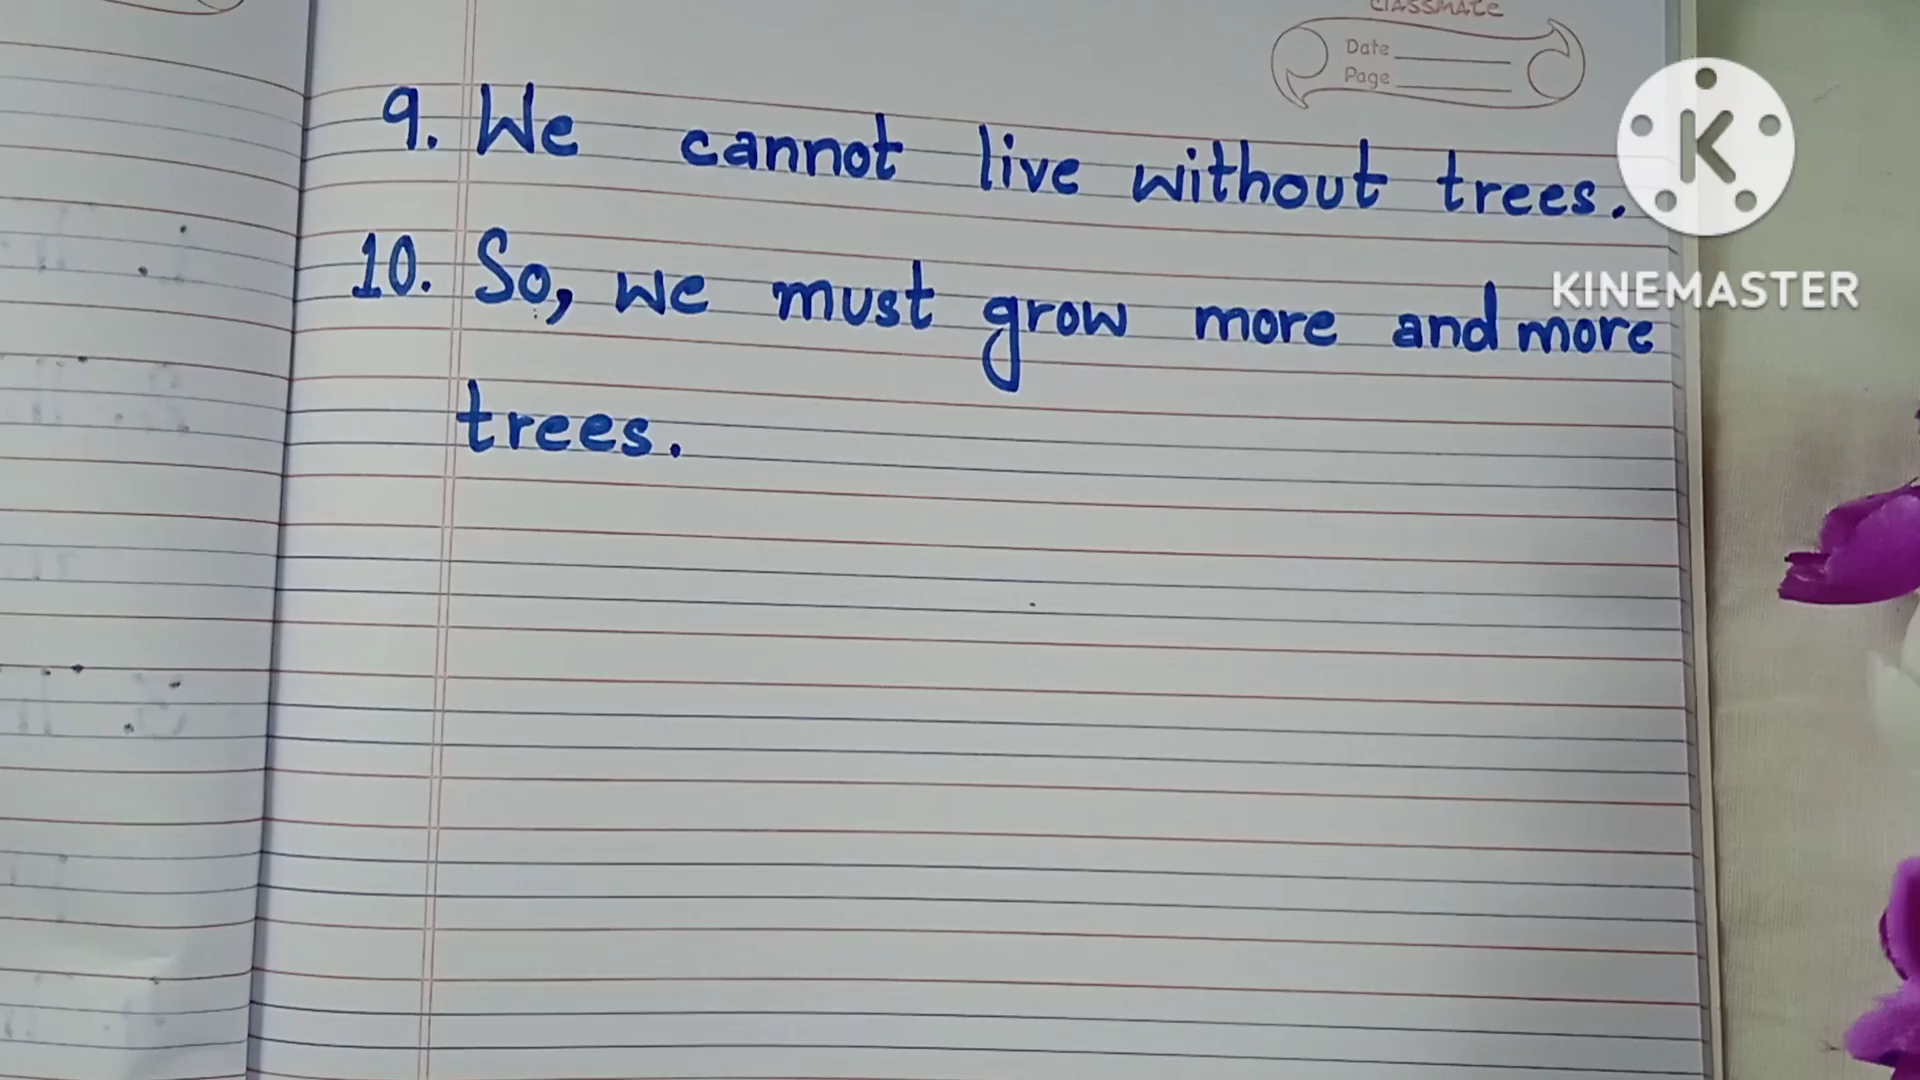 classmate
Date
Page
9. We cannot live without trees.
10. So, we must grow more and more
trees.
KINEMASTER